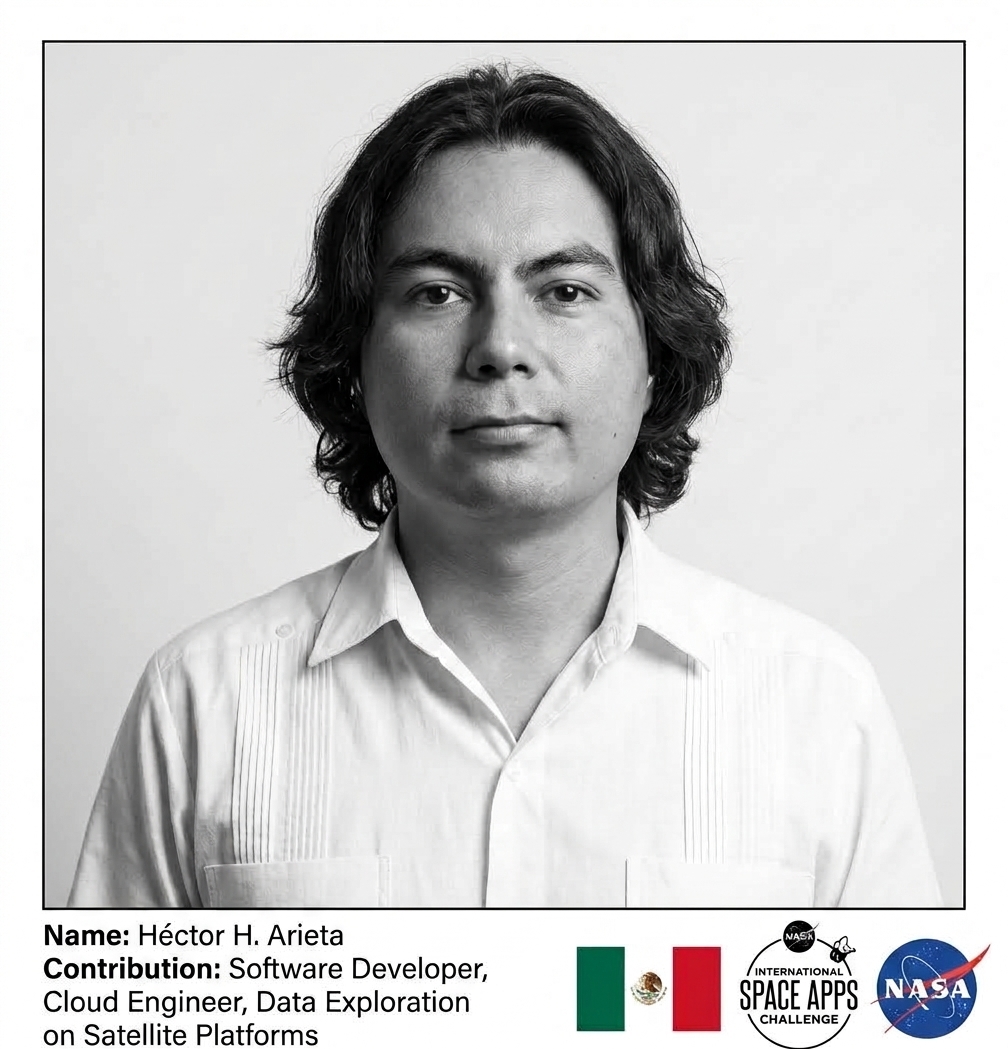 Name: Héctor H. Arieta
Contribution: Software Developer,
Cloud Engineer, Data Exploration
on Satellite Platforms
NASA
INTERNATIONAL
SPACE APPS
CHALLENGE
NASA